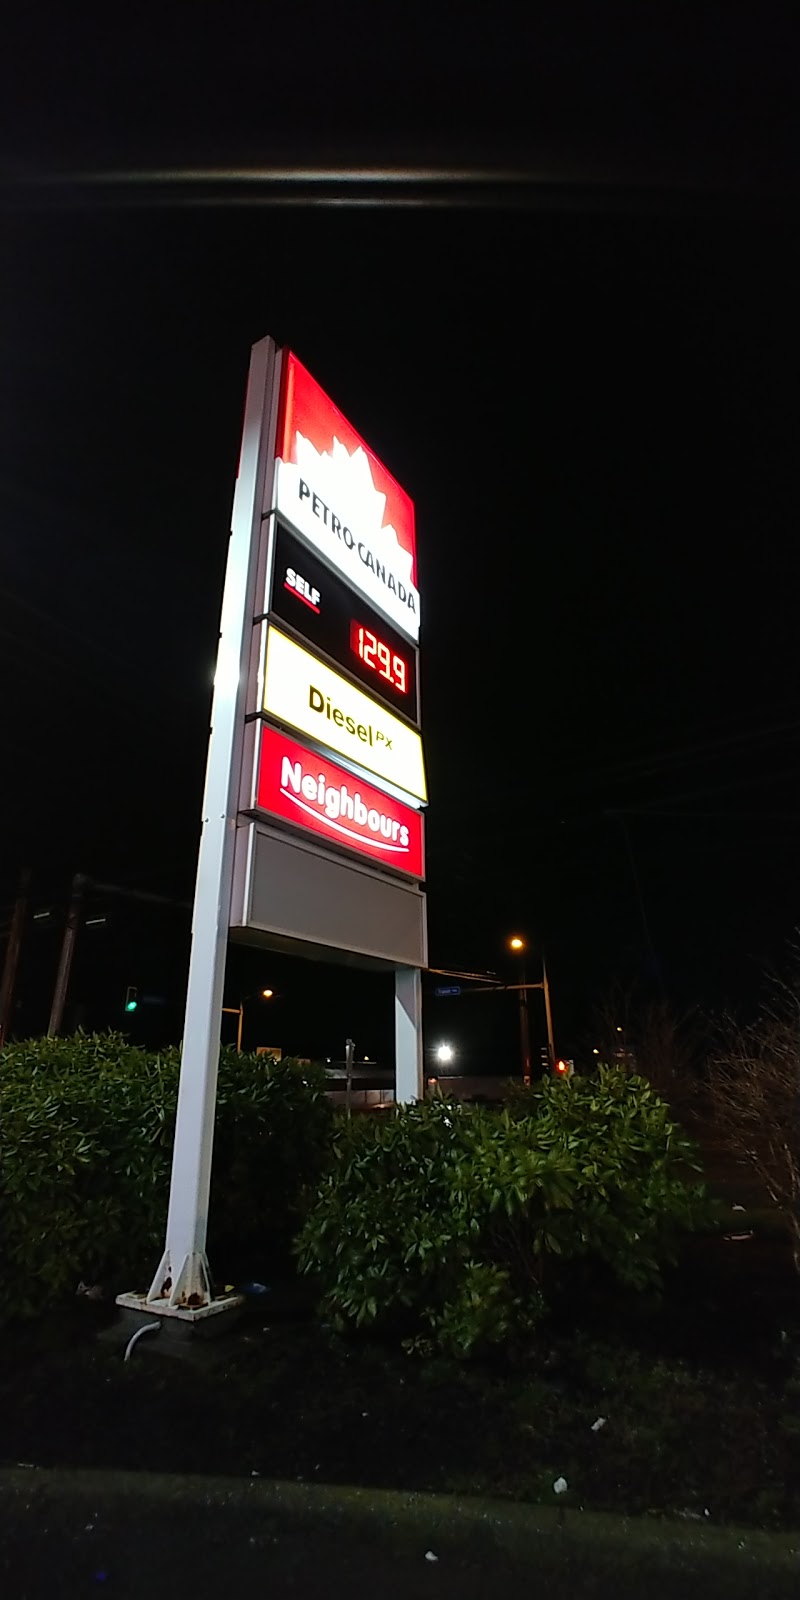 PETRO-CANADA
SELF
129.9
Diesel PX
Neighbours